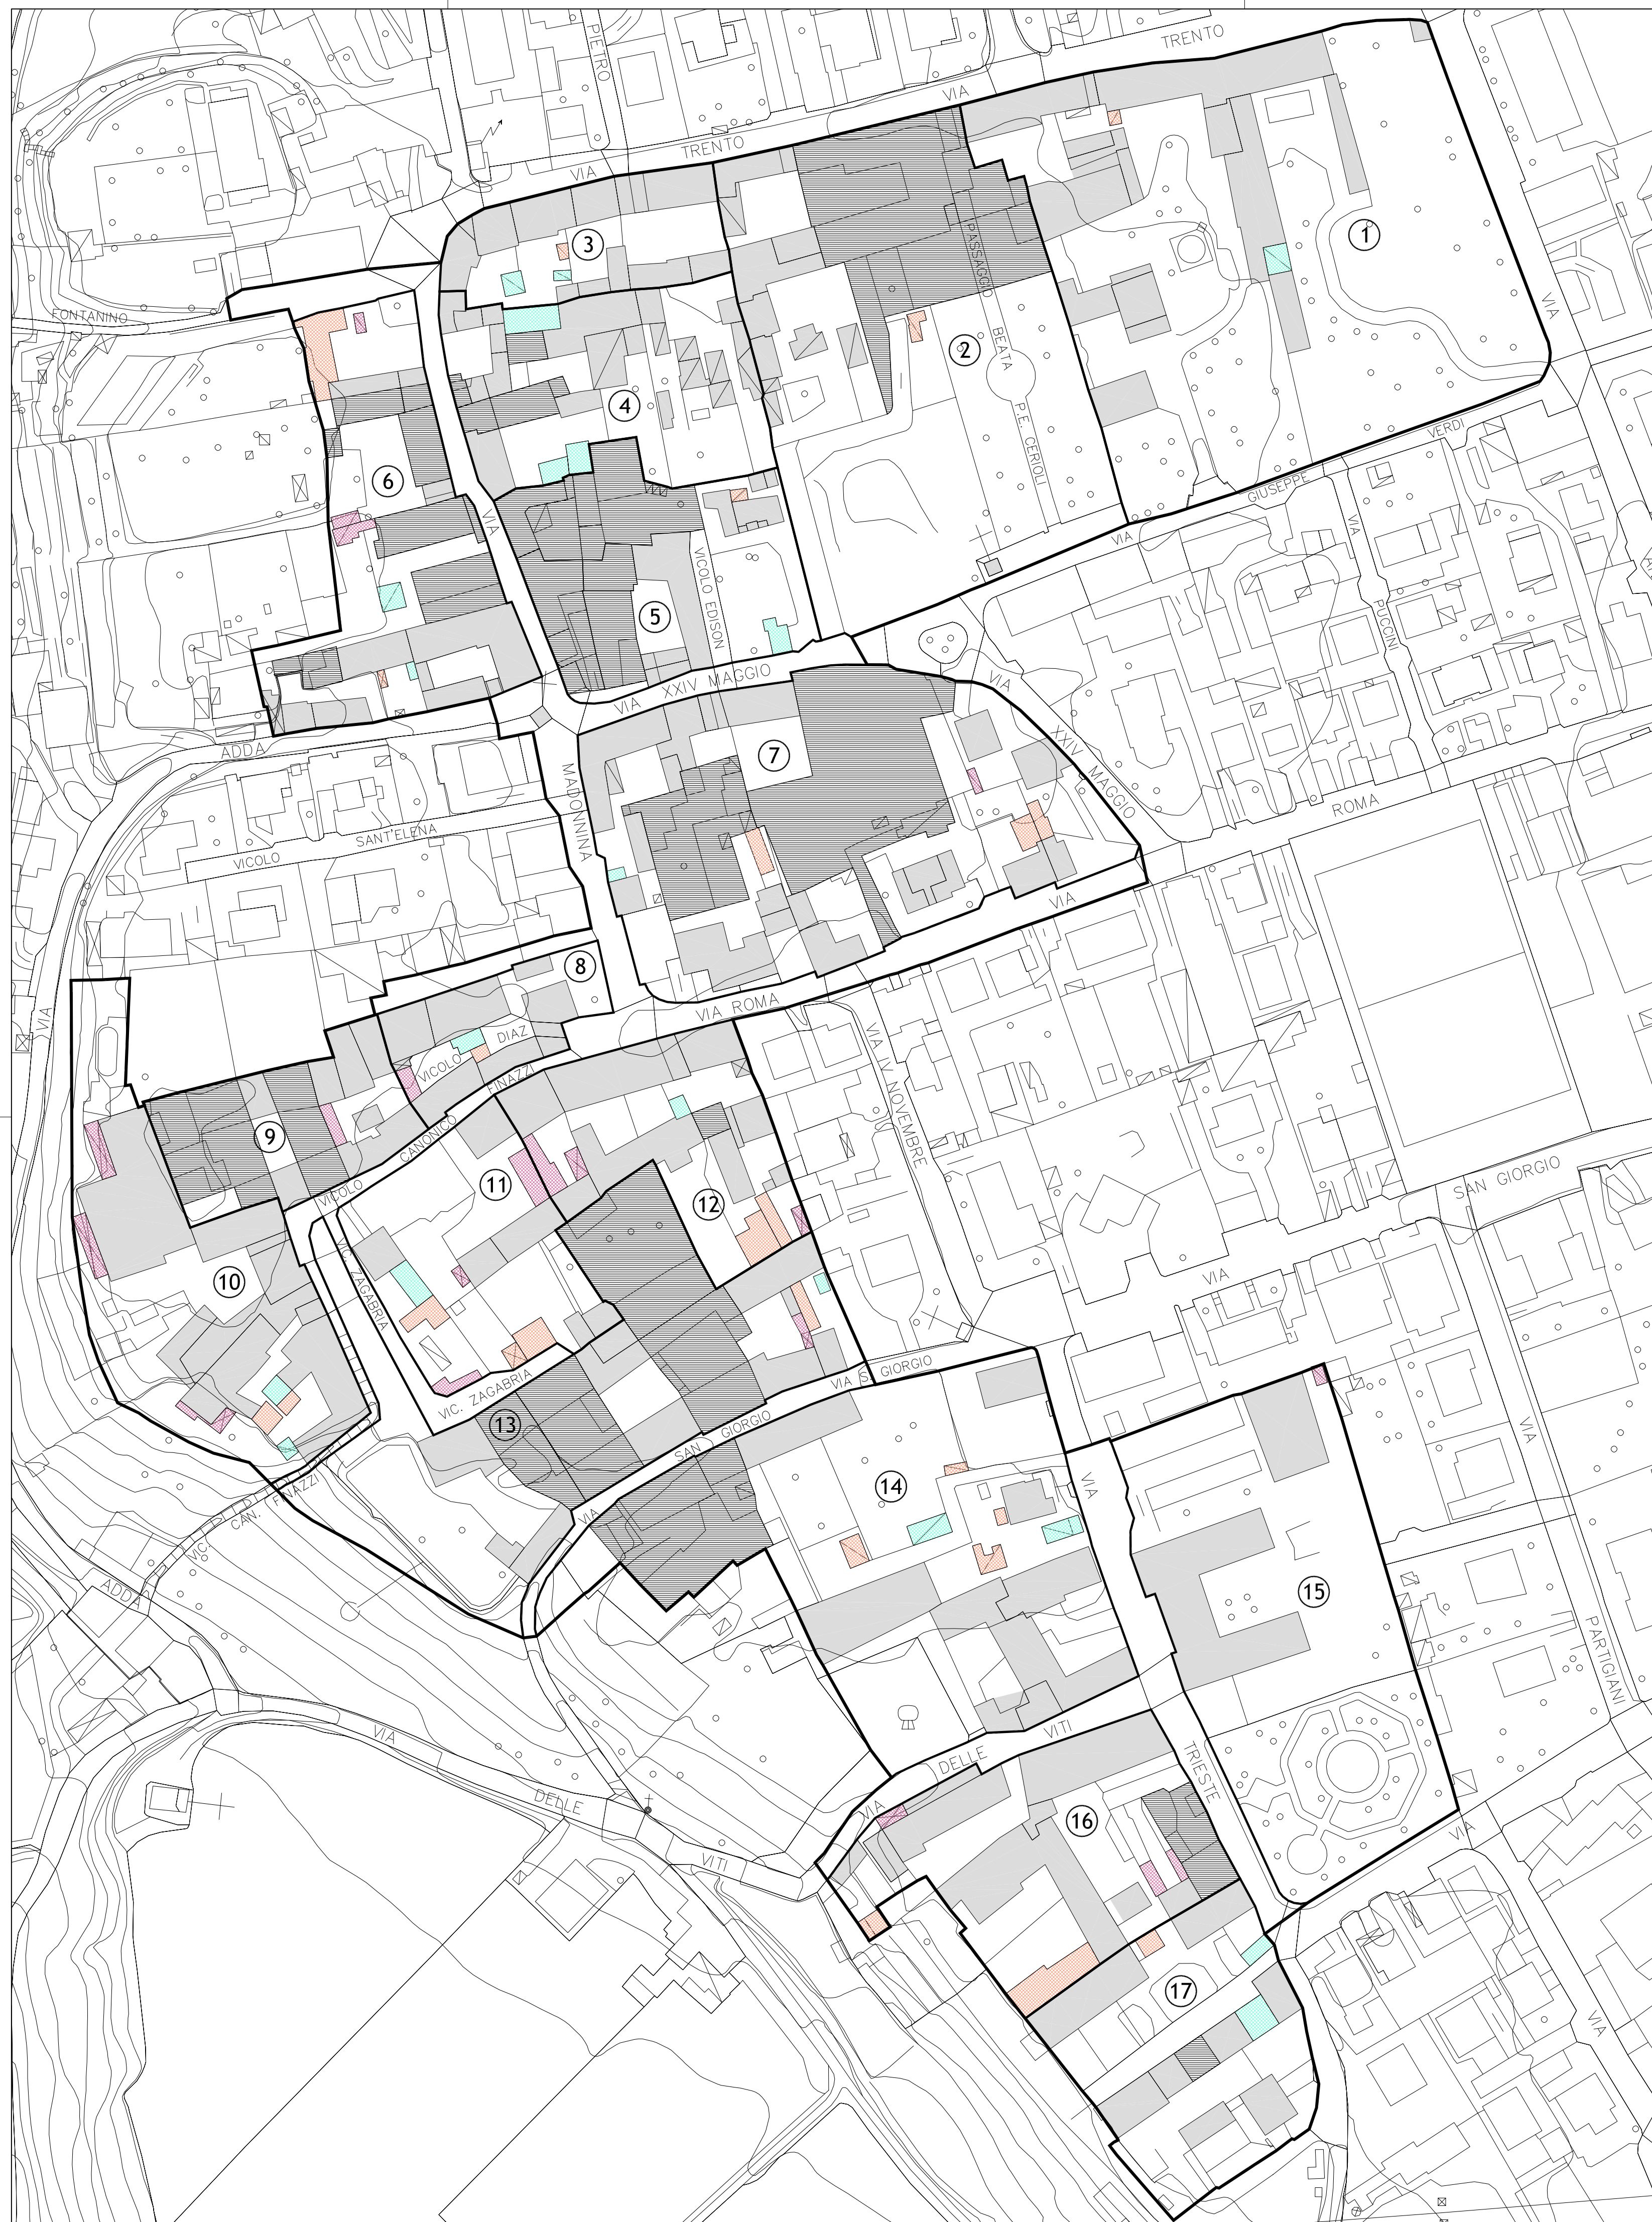 PIETRO
TRENTO
VIA
TRENTO
VIA
3
1
PASSAGGIO
BEATA
P.E. CERIOLI
2
VIA
FONTANINO
4
VERDI
GIUSEPPE
VIA
6
VIA
VIA
PUCCINI
5
VICOLO EDISON
VIA XXIV MAGGIO
VIA
XXIV MAGGIO
7
ADDA
MADONNINA
ROMA
VICOLO
SANT'ELENA
VIA
8
VIA ROMA
VIA IV NOVEMBRE
VIA
DIAZ
VICOLO
FINAZZI
CANONICO
VICOLO
9
11
12
SAN GIORGIO
VIC. ZAGABRIA
10
VIA
VIA S. GIORGIO
VIC. ZAGABRIA
13
SAN GIORGIO
VIA
VIA
14
VIA
FINAZZI
CAN.
VIC.
ADDA
15
PARTIGIANI
VIA
DELLE
VITI
VIA
DELLE
VITI
TRIESTE
VIA
16
VIA
17
VIA